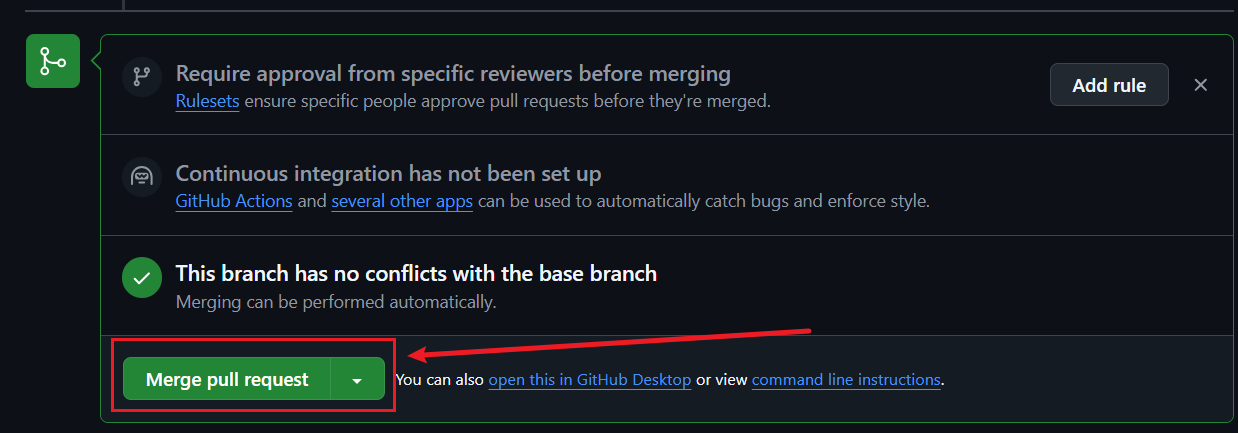 Require approval from specific reviewers before merging
Rulesets ensure specific people approve pull requests before they're merged.
Add rule
Continuous integration has not been set up
GitHub Actions and several other apps can be used to automatically catch bugs and enforce style.
This branch has no conflicts with the base branch
Merging can be performed automatically.
Merge pull request
You can also open this in GitHub Desktop or view command line instructions.